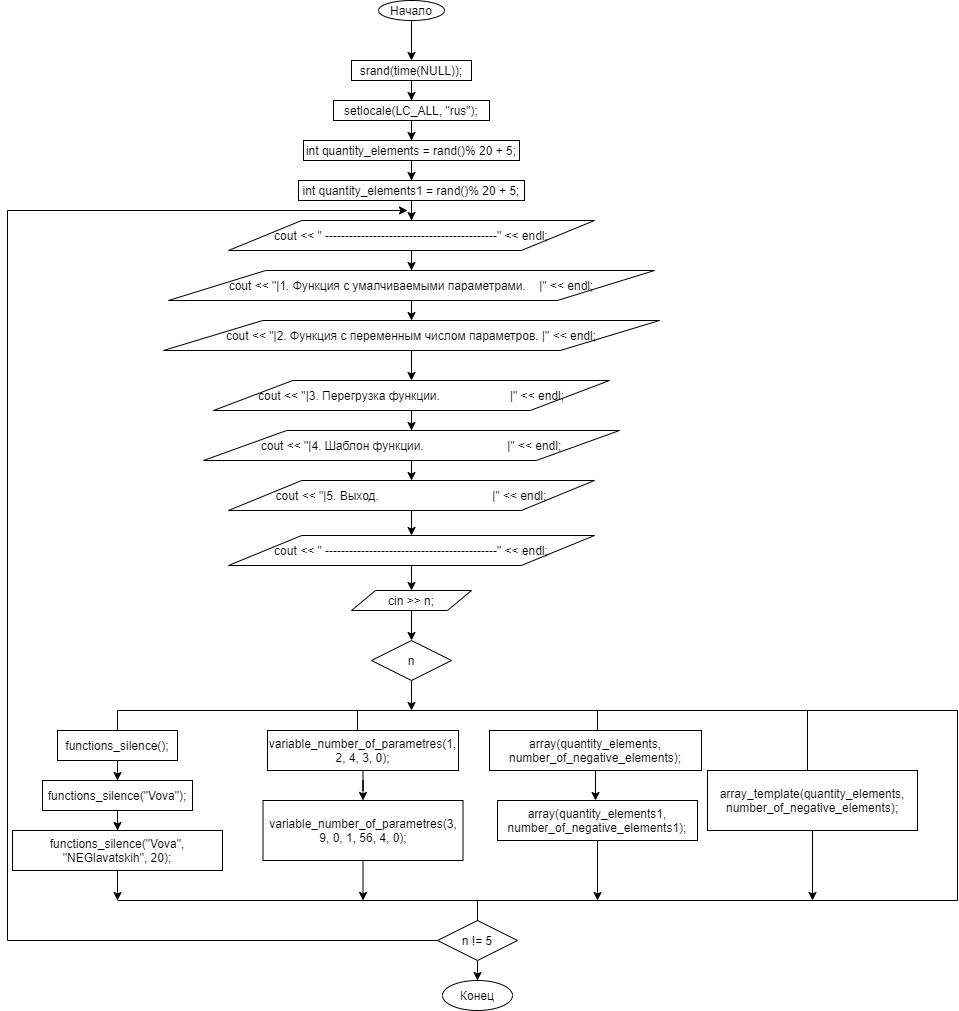 Начало
srand(time(NULL));
setlocale(LC_ALL, "rus");
int quantity_elements = rand()% 20 + 5;
int quantity_elements1 = rand()% 20 + 5;
cout << " -------------------------------------------" << endl;
cout << "|1. Функция с умалчиваемыми параметрами.    |" << endl;
cout << "|2. Функция с переменным числом параметров. |" << endl;
cout << "|3. Перегрузка функции.                     |" << endl;
cout << "|4. Шаблон функции.                         |" << endl;
cout << "|5. Выход.                                  |" << endl;
cout << " -------------------------------------------" << endl;
cin >> n;
n
functions_silence();
functions_silence("Vova");
functions_silence("Vova",
"NEGlavatskih", 20);
variable_number_of_parametres(1,
2, 4, 3, 0);
variable_number_of_parametres(3,
9, 0, 1, 56, 4, 0);
array(quantity_elements,
number_of_negative_elements);
array(quantity_elements1,
number_of_negative_elements1);
array_template(quantity_elements,
number_of_negative_elements);
n != 5
Конец